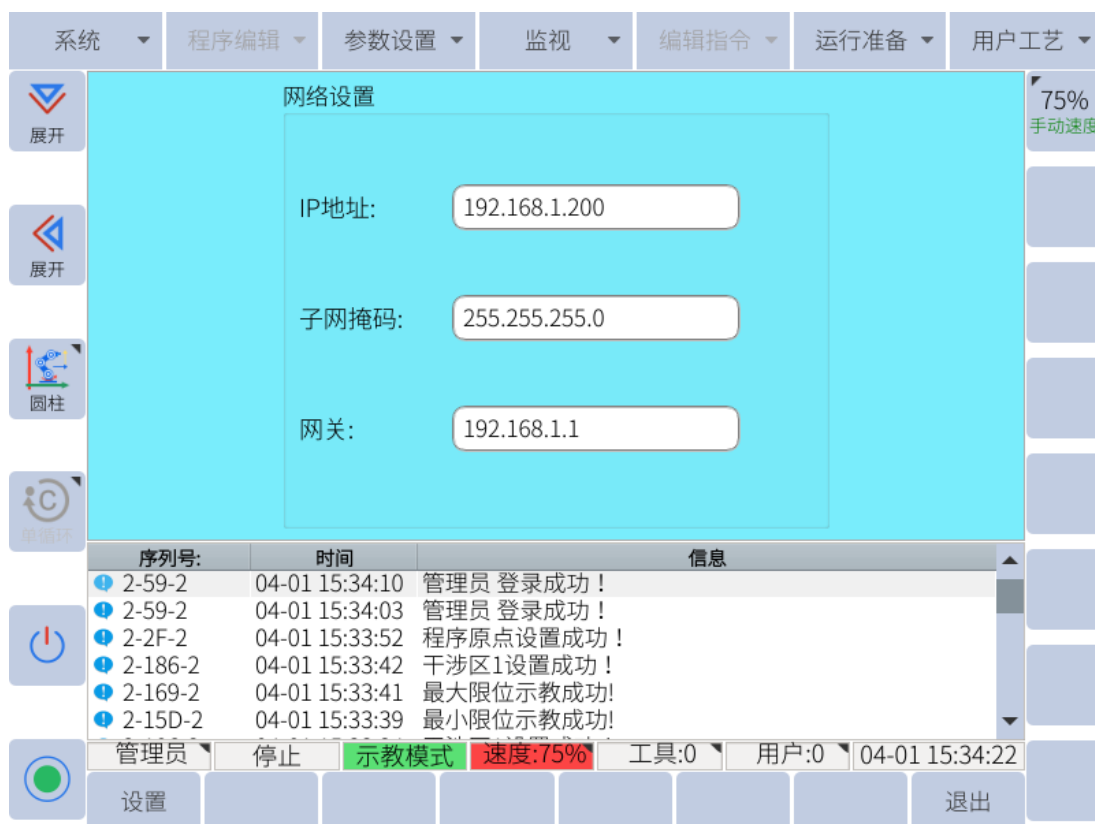 系统 程序编辑 参数设置 监视 编辑指令 运行准备 用户工艺
展开
网络设置
75%
手动速度
IP地址: 192.168.1.200
展开
子网掩码: 255.255.255.0
圆柱
网关: 192.168.1.1
单循环
序列号: 时间 信息
2-59-2 04-01 15:34:10 管理员 登录成功！
2-59-2 04-01 15:34:03 管理员 登录成功！
2-2F-2 04-01 15:33:52 程序原点设置成功！
2-186-2 04-01 15:33:42 干涉区1设置成功！
2-169-2 04-01 15:33:41 最大限位示教成功!
2-15D-2 04-01 15:33:39 最小限位示教成功!
管理员 停止 示教模式 速度:75% 工具:0 用户:0 04-01 15:34:22
设置 退出